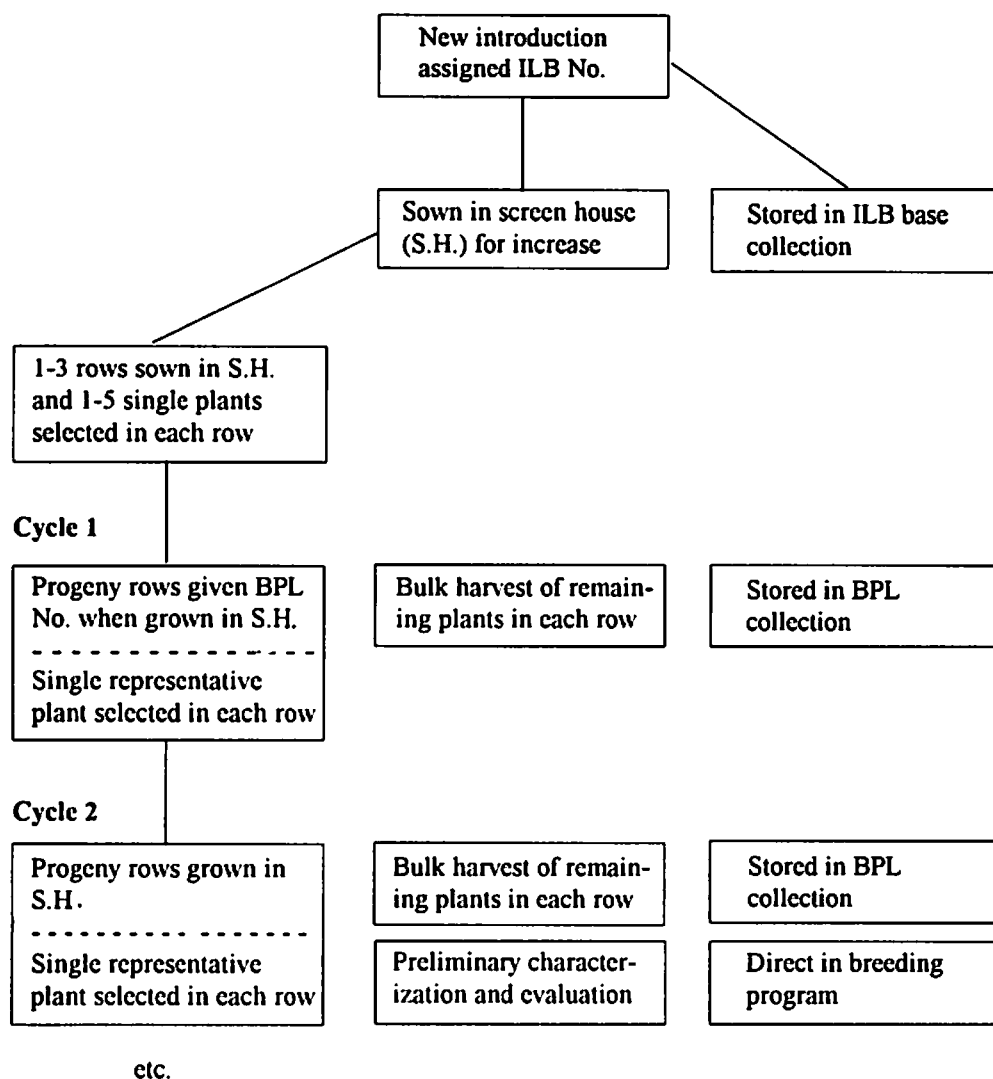 New introduction
assigned ILB No.
Sown in screen house
(S.H.) for increase
Stored in ILB base
collection
1-3 rows sown in S.H.
and 1-5 single plants
selected in each row
Cycle 1
Progeny rows given BPL
No. when grown in S.H.
Single representative
plant selected in each row
Bulk harvest of remain-
ing plants in each row
Stored in BPL
collection
Cycle 2
Progeny rows grown in
S.H.
Single representative
plant selected in each row
Bulk harvest of remain-
ing plants in each row
Stored in BPL
collection
Preliminary character-
ization and evaluation
Direct in breeding
program
etc.